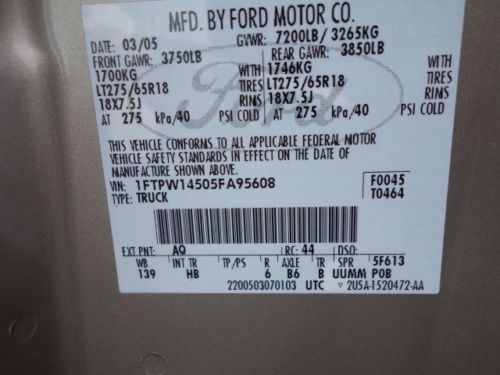 MFD. BY FORD MOTOR CO.
DATE: 03/05 GVWR: 7200LB/ 3265KG
FRONT GAWR: 3750LB REAR GAWR: 3850LB
1700KG WITH 1746KG WITH
LT275/65R18 TIRES LT275/65R18 TIRES
18X7.5J RIMS 18X7.5J RIMS
AT 275 kPa/40 PSI COLD AT 275 kPa/40 PSI COLD
THIS VEHICLE CONFORMS TO ALL APPLICABLE FEDERAL MOTOR
VEHICLE SAFETY STANDARDS IN EFFECT ON THE DATE OF
MANUFACTURE SHOWN ABOVE.
VIN: 1FTPW14505FA95608 F0045
TYPE: TRUCK T0464
EXT PNT: AQ RC: 44 DSO:
WB INT TR TP/PS R AXLE TR SPR 5F613
139 HB 6 B6 B UUMM POB
2200503070103 UTC ▽ 2U5A-1520472-AA
Ford